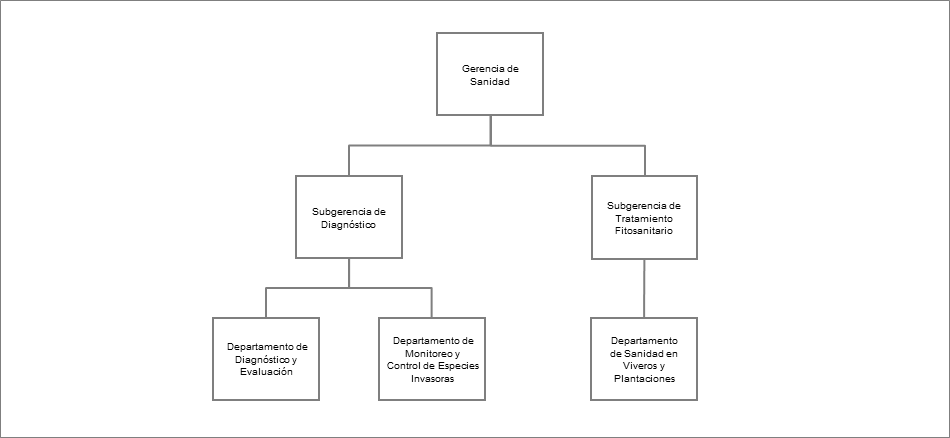 Gerencia de
Sanidad
Subgerencia de
Diagnóstico
Subgerencia de
Tratamiento
Fitosanitario
Departamento de
Diagnóstico y
Evaluación
Departamento de
Monitoreo y
Control de Especies
Invasoras
Departamento
de Sanidad en
Viveros y
Plantaciones